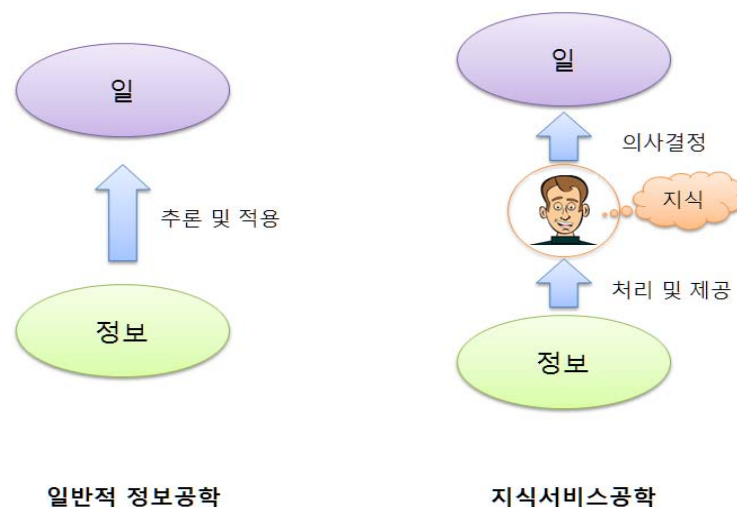 일
추론 및 적용
정보
일반적 정보공학
일
의사결정
지식
처리 및 제공
정보
지식서비스공학